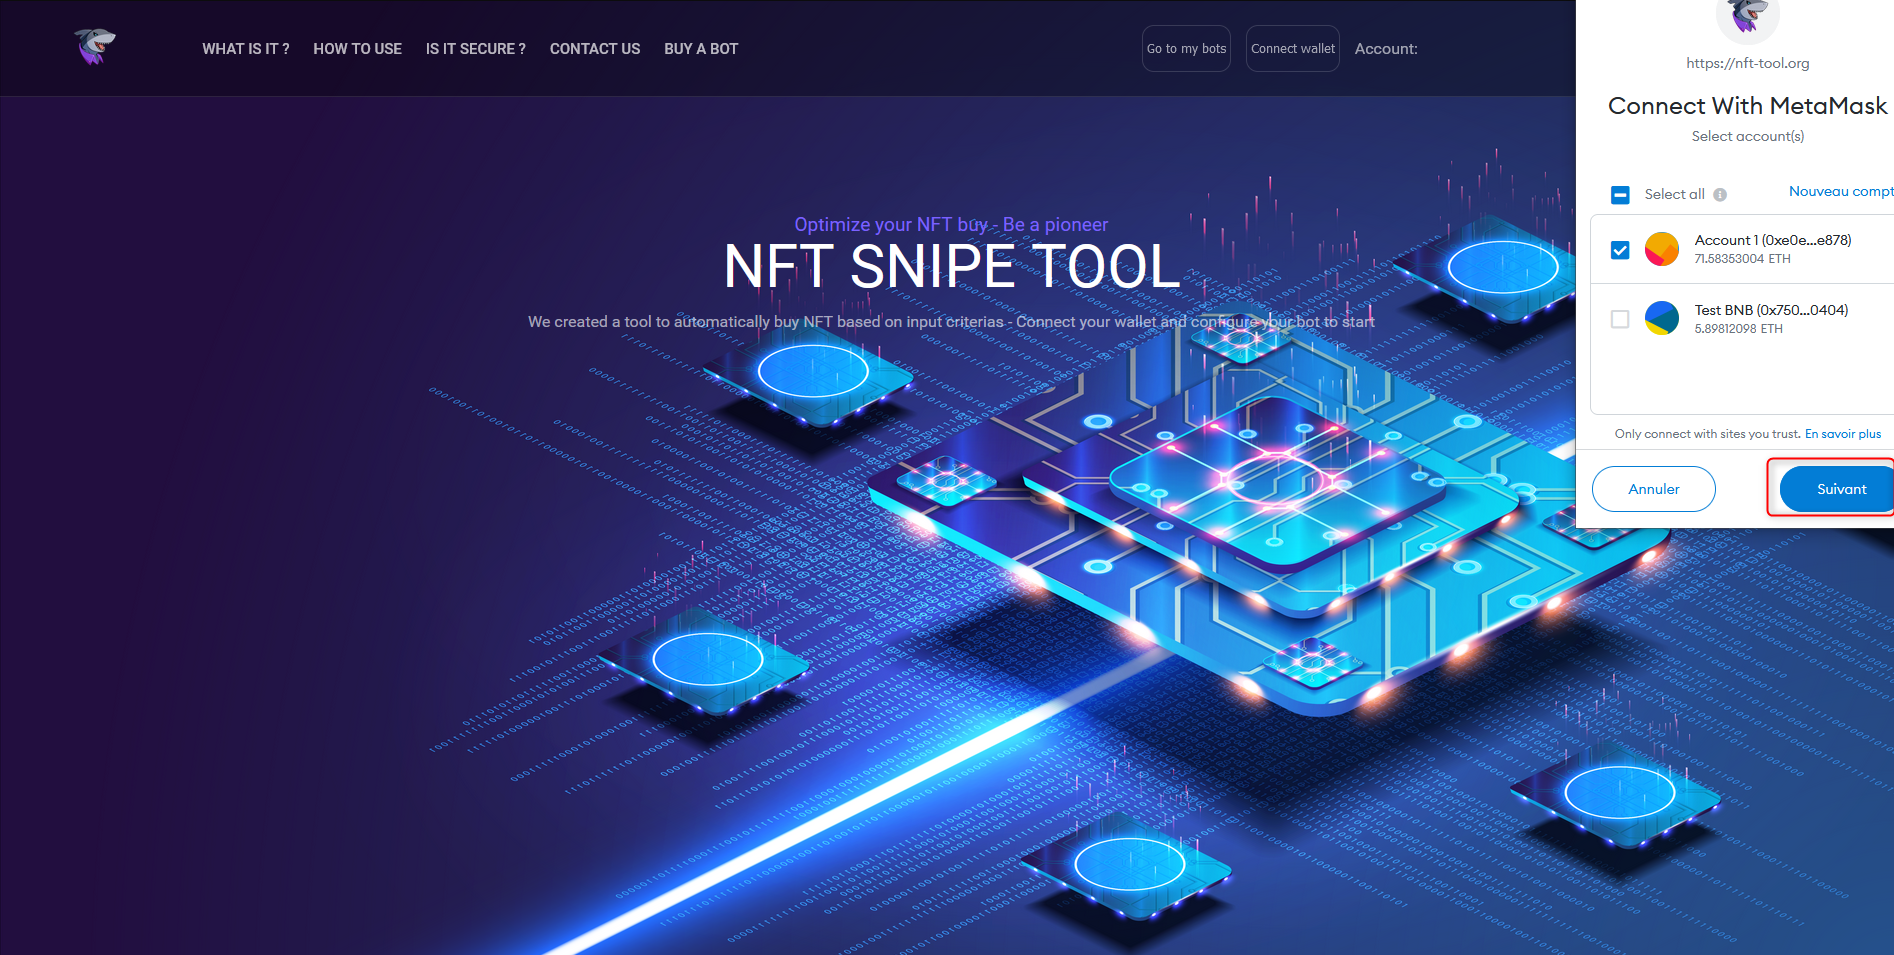 WHAT IS IT ?
HOW TO USE
IS IT SECURE ?
CONTACT US
BUY A BOT
Go to my bots
Connect wallet
Account:
Optimize your NFT buy - Be a pioneer
NFT SNIPE TOOL
We created a tool to automatically buy NFT based on input criterias - Connect your wallet and configure your bot to start
https://nft-tool.org
Connect With MetaMask
Select account(s)
Select all
Nouveau compt
Account 1 (0xe0e...e878)
71.58353004 ETH
Test BNB (0x750...0404)
5.89812098 ETH
Only connect with sites you trust. En savoir plus
Annuler
Suivant